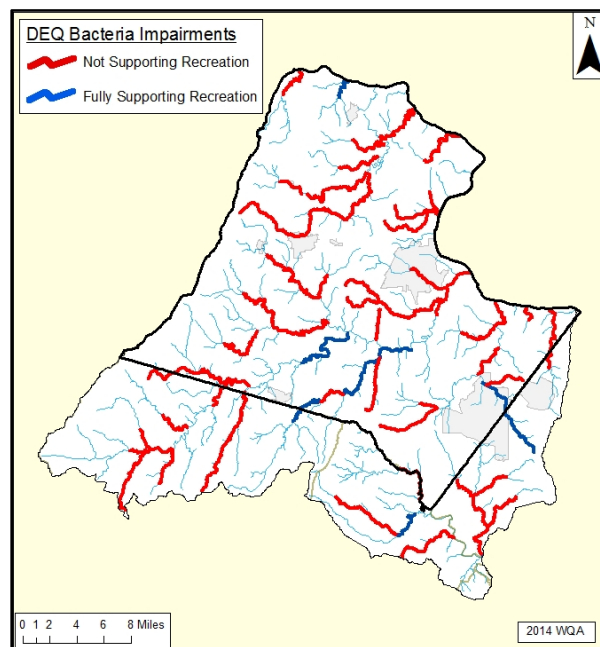 DEQ Bacteria Impairments
Not Supporting Recreation
Fully Supporting Recreation
N
0 1 2 4 6 8 Miles
2014 WQA